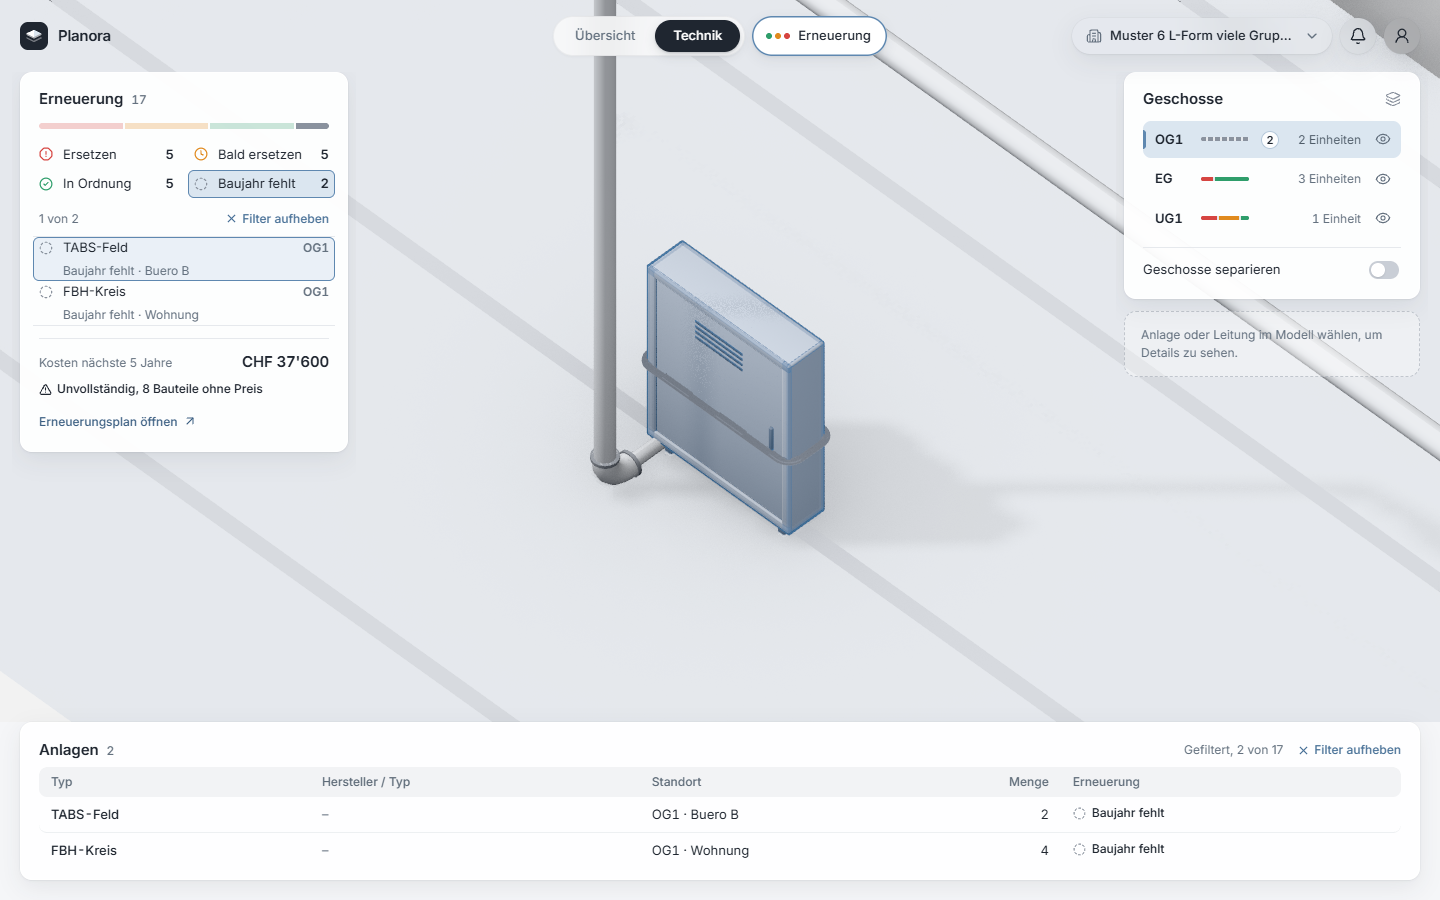 Planora
Übersicht
Technik
Erneuerung
Muster 6 L-Form viele Grup...
Erneuerung 17
Ersetzen 5
Bald ersetzen 5
In Ordnung 5
Baujahr fehlt 2
1 von 2
Filter aufheben
TABS-Feld OG1
Baujahr fehlt · Buero B
FBH-Kreis OG1
Baujahr fehlt · Wohnung
Kosten nächste 5 Jahre CHF 37'600
Unvollständig, 8 Bauteile ohne Preis
Erneuerungsplan öffnen
Geschosse
OG1 2 2 Einheiten
EG 3 Einheiten
UG1 1 Einheit
Geschosse separieren
Anlage oder Leitung im Modell wählen, um
Details zu sehen.
Anlagen 2
Gefiltert, 2 von 17
Filter aufheben
Typ Hersteller / Typ Standort Menge Erneuerung
TABS-Feld – OG1 · Buero B 2 Baujahr fehlt
FBH-Kreis – OG1 · Wohnung 4 Baujahr fehlt